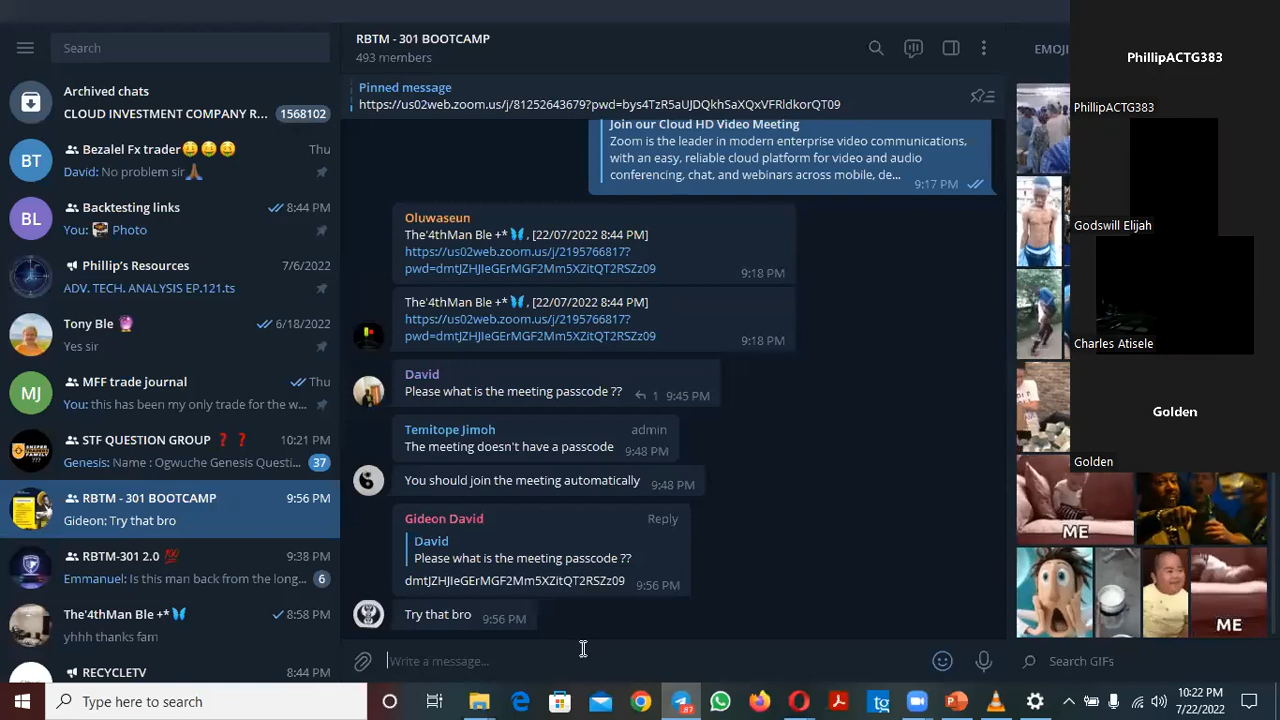 Search
Archived chats
CLOUD INVESTMENT COMPANY R...
1568102
BT
Bezalel Fx trader🤑🤑🤑
Thu
David: No problem sir🙏🏾
BL
Backtesting links
8:44 PM
You: Photo
Phillip's Resources
7/6/2022
ADV. TECH. ANALYSIS EP.121.ts
Tony Ble 🔮
6/18/2022
Yes sir
MJ
MFF trade journal
Thu
You: this has been my only trade for the w...
STF QUESTION GROUP ❓ ❓
10:21 PM
Genesis: Name : Ogwuche Genesis Questi...
37
RBTM - 301 BOOTCAMP
9:56 PM
Gideon: Try that bro
RBTM-301 2.0 💯
9:38 PM
Emmanuel: Is this man back from the long...
6
The'4thMan Ble +* 🦋
8:58 PM
yhhh thanks fam
RECYCLETV
8:44 PM
RBTM - 301 BOOTCAMP
493 members
Pinned message
https://us02web.zoom.us/j/81252643679?pwd=bys4TzR5aUJDQkhSaXQxVFRldkorQT09
Join our Cloud HD Video Meeting
Zoom is the leader in modern enterprise video communications,
with an easy, reliable cloud platform for video and audio
conferencing, chat, and webinars across mobile, de...
9:17 PM
Oluwaseun
The'4thMan Ble +* 🦋, [22/07/2022 8:44 PM]
https://us02web.zoom.us/j/2195766817?
pwd=dmtJZHJIeGErMGF2Mm5XZitQT2RSZz09
9:18 PM
The'4thMan Ble +* 🦋, [22/07/2022 8:44 PM]
https://us02web.zoom.us/j/2195766817?
pwd=dmtJZHJIeGErMGF2Mm5XZitQT2RSZz09
9:18 PM
David
Please what is the meeting passcode ??
1 9:45 PM
Temitope Jimoh
admin
The meeting doesn't have a passcode
9:48 PM
You should join the meeting automatically
9:48 PM
Gideon David
Reply
David
Please what is the meeting passcode ??
dmtJZHJIeGErMGF2Mm5XZitQT2RSZz09
9:56 PM
Try that bro
9:56 PM
Write a message...
EMOJI
ME
ME
Search GIFs
PhillipACTG383
PhillipACTG383
Godswill Elijah
Charles Atisele
Golden
Golden
Type here to search
87
10:22 PM
7/22/2022